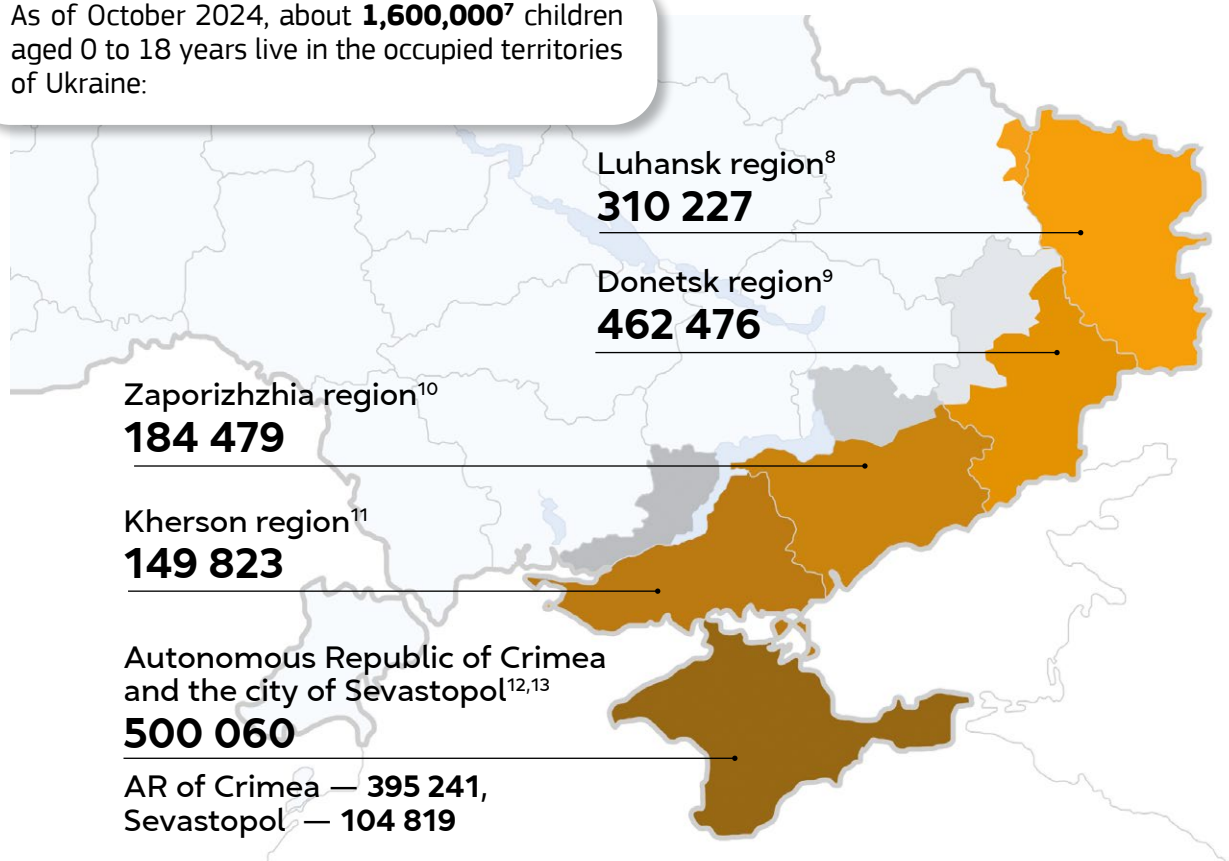 As of October 2024, about 1,600,000⁷ children
aged 0 to 18 years live in the occupied territories
of Ukraine:
Luhansk region⁸
310 227
Donetsk region⁹
462 476
Zaporizhzhia region¹⁰
184 479
Kherson region¹¹
149 823
Autonomous Republic of Crimea
and the city of Sevastopol¹²,¹³
500 060
AR of Crimea — 395 241,
Sevastopol — 104 819